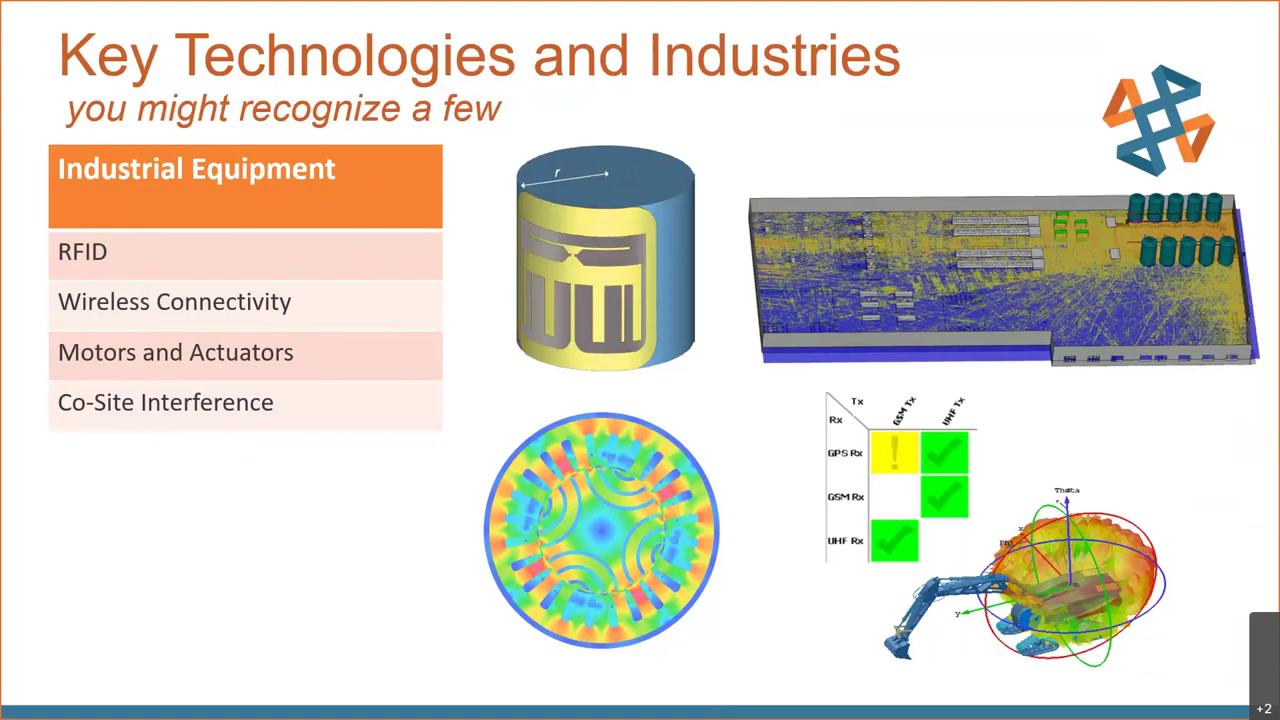 Key Technologies and Industries
you might recognize a few
Industrial Equipment
RFID
Wireless Connectivity
Motors and Actuators
Co-Site Interference
r
Tx
Rx
GSM Tx
UHF Tx
GPS Rx
GSM Rx
UHF Rx
Theta
r
x
Phi
y
+2